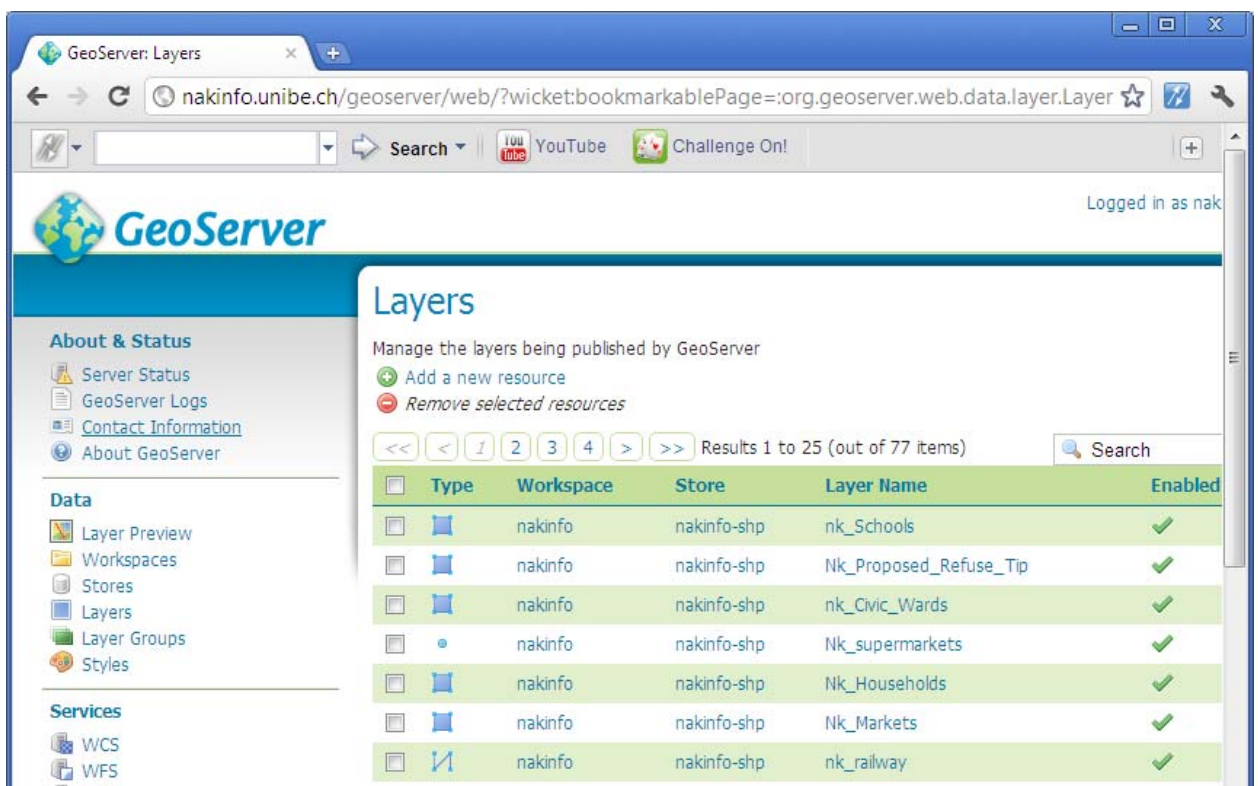 GeoServer: Layers
nakinfo.unibe.ch/geoserver/web/?wicket:bookmarkablePage=:org.geoserver.web.data.layer.Layer
Search
You Tube YouTube
Challenge On!
GeoServer
Logged in as nak
About & Status
Server Status
GeoServer Logs
Contact Information
About GeoServer
Data
Layer Preview
Workspaces
Stores
Layers
Layer Groups
Styles
Services
WCS
WFS
Layers
Manage the layers being published by GeoServer
Add a new resource
Remove selected resources
<< < 1 2 3 4 > >> Results 1 to 25 (out of 77 items) Search
Type Workspace Store Layer Name Enabled
nakinfo nakinfo-shp nk_Schools
nakinfo nakinfo-shp Nk_Proposed_Refuse_Tip
nakinfo nakinfo-shp nk_Civic_Wards
nakinfo nakinfo-shp Nk_supermarkets
nakinfo nakinfo-shp Nk_Households
nakinfo nakinfo-shp Nk_Markets
nakinfo nakinfo-shp nk_railway